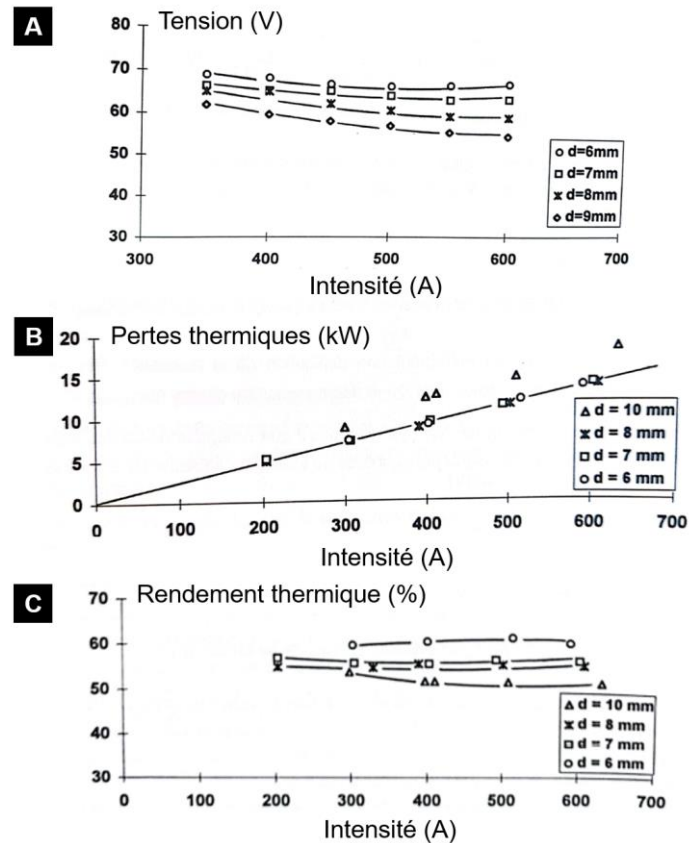 A
Tension (V)
80
70
60
50
40
30
300
400
500
600
700
Intensité (A)
d=6mm
d=7mm
d=8mm
d=9mm
B
Pertes thermiques (kW)
20
15
10
5
0
0
100
200
300
400
500
600
700
Intensité (A)
d = 10 mm
d = 8 mm
d = 7 mm
d = 6 mm
C
Rendement thermique (%)
70
60
50
40
30
0
100
200
300
400
500
600
700
Intensité (A)
d = 10 mm
d = 8 mm
d = 7 mm
d = 6 mm